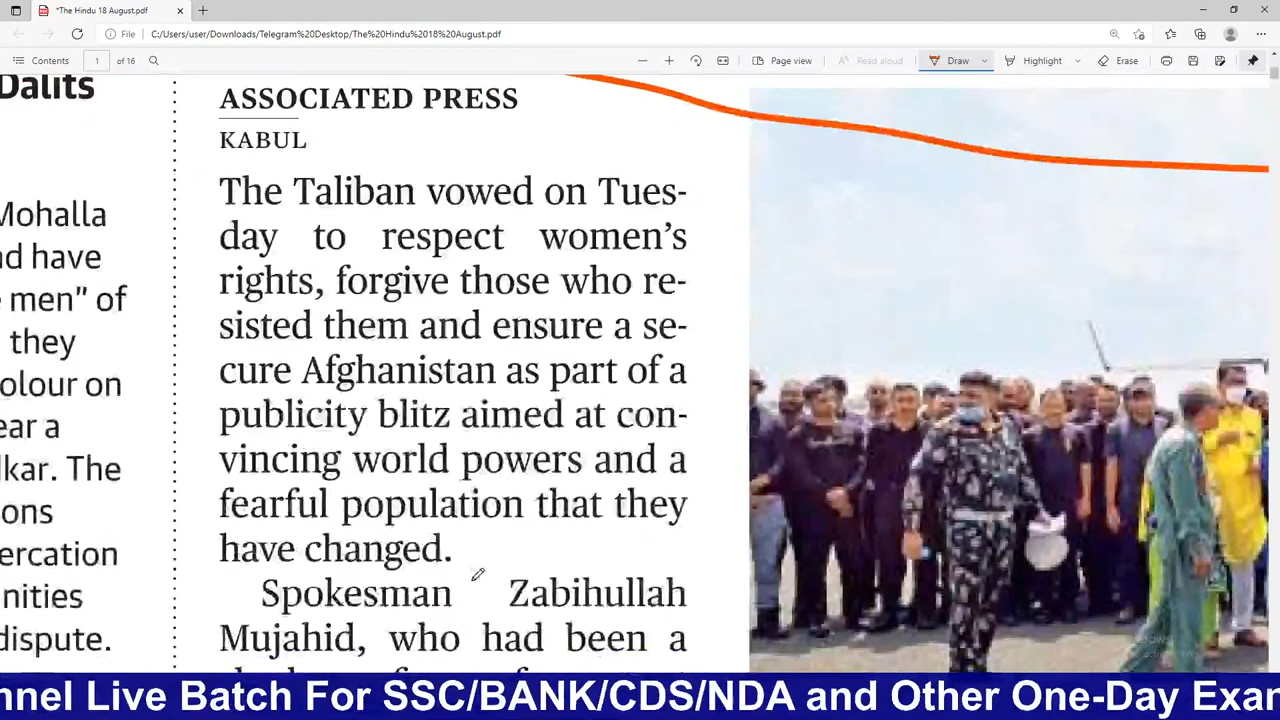 *The Hindu 18 August.pdf
File
C:/Users/user/Downloads/Telegram%20Desktop/The%20Hindu%2018%20August.pdf
Contents
1
of 16
Page view
Read aloud
Draw
Highlight
Erase
Dalits
Mohalla
have
men” of
they
olour on
ear a
lkar. The
ons
ercation
nities
dispute.
ASSOCIATED PRESS
KABUL
The Taliban vowed on Tues-
day to respect women’s
rights, forgive those who re-
sisted them and ensure a se-
cure Afghanistan as part of a
publicity blitz aimed at con-
vincing world powers and a
fearful population that they
have changed.
Spokesman Zabihullah
Mujahid, who had been a
nnel Live Batch For SSC/BANK/CDS/NDA and Other One-Day Exa